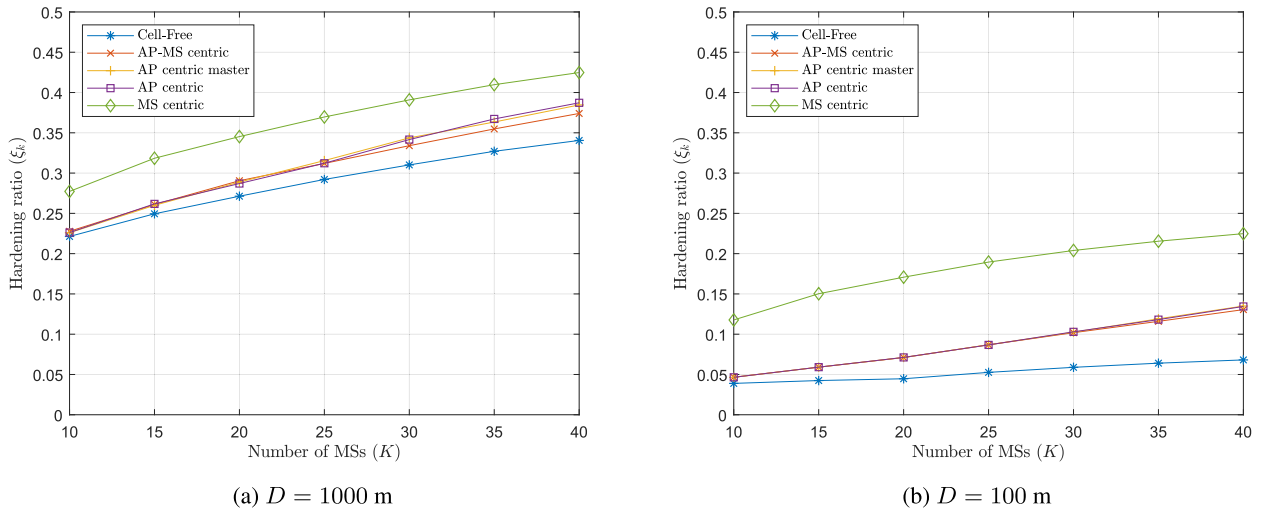 0.5
0.45
0.4
0.35
0.3
0.25
0.2
0.15
0.1
0.05
0
Hardening ratio (ξₖ)
Cell-Free
AP-MS centric
AP centric master
AP centric
MS centric
10 15 20 25 30 35 40
Number of MSs (K)
(a) D = 1000 m
0.5
0.45
0.4
0.35
0.3
0.25
0.2
0.15
0.1
0.05
0
Hardening ratio (ξₖ)
Cell-Free
AP-MS centric
AP centric master
AP centric
MS centric
10 15 20 25 30 35 40
Number of MSs (K)
(b) D = 100 m